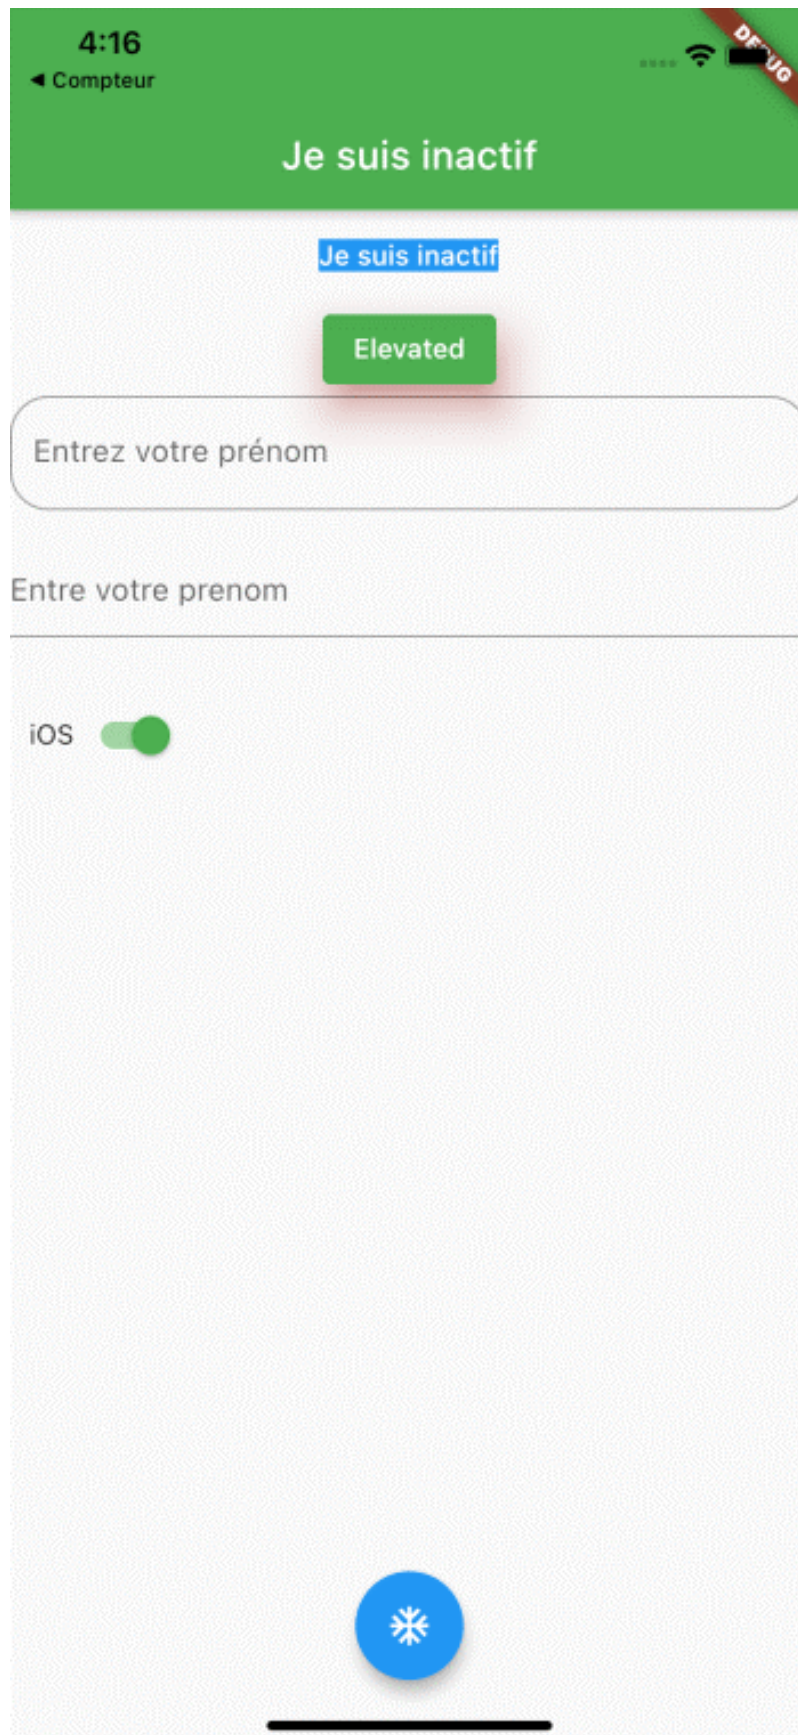 4:16
◀ Compteur
DEBUG
Je suis inactif
Je suis inactif
Elevated
Entrez votre prénom
Entre votre prenom
iOS